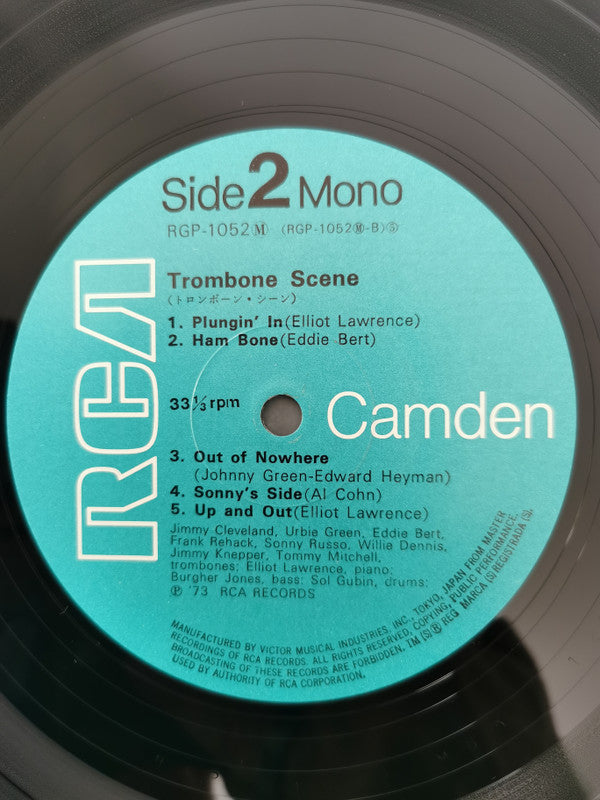 Side 2 Mono
RGP-1052Ⓜ (RGP-1052Ⓜ-B)Ⓢ
Trombone Scene
(トロンボーン・シーン)
1. Plungin' In(Elliot Lawrence)
2. Ham Bone(Eddie Bert)
33⅓rpm
RCA
Camden
3. Out of Nowhere
(Johnny Green-Edward Heyman)
4. Sonny's Side(Al Cohn)
5. Up and Out(Elliot Lawrence)
Jimmy Cleveland, Urbie Green, Eddie Bert,
Frank Rehack, Sonny Russo, Willie Dennis,
Jimmy Knepper, Tommy Mitchell,
trombones; Elliot Lawrence, piano;
Burgher Jones, bass; Sol Gubin, drums;
Ⓟ '73 RCA RECORDS
MANUFACTURED BY VICTOR MUSICAL INDUSTRIES, INC., TOKYO, JAPAN FROM MASTER
RECORDINGS OF RCA RECORDS. ALL RIGHTS RESERVED, COPYING, PUBLIC PERFORMANCE,
BROADCASTING OF THESE RECORDS ARE FORBIDDEN. TM(S)® REG MARCA(S) REGISTRADA(S).
USED BY AUTHORITY OF RCA CORPORATION.